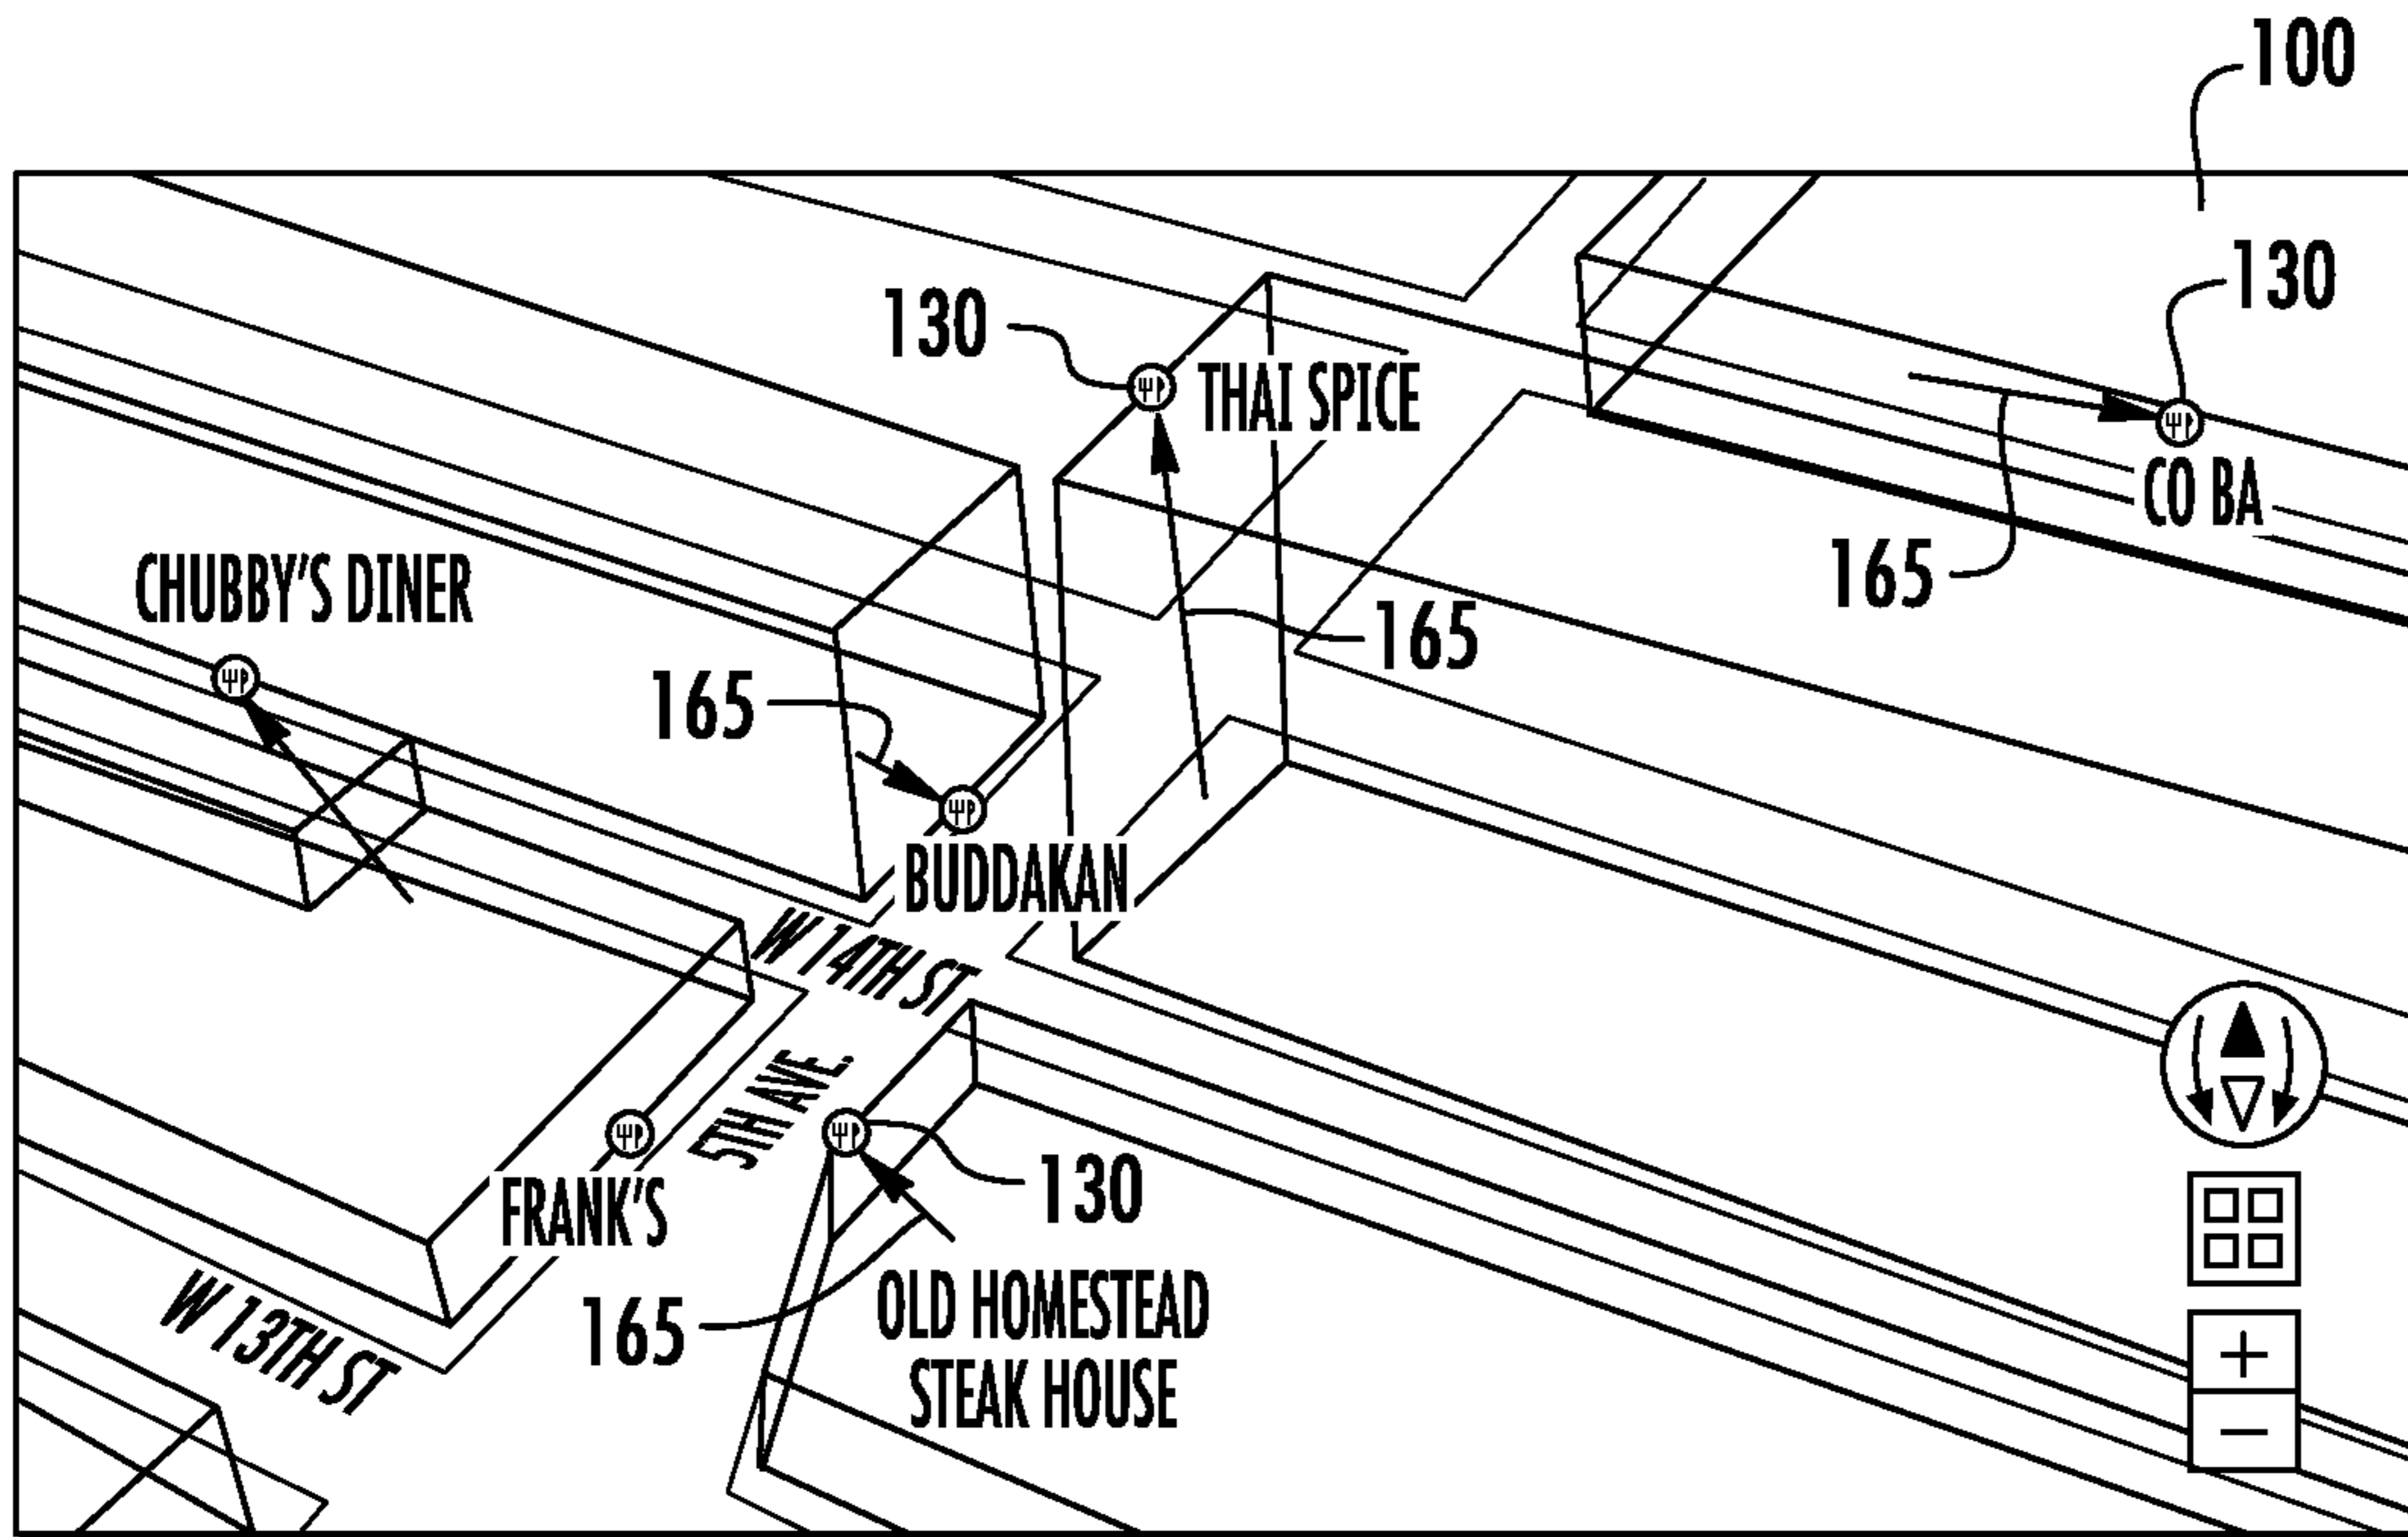 100
130
130
THAI SPICE
CO BA
165
CHUBBY'S DINER
165
165
BUDDAKAN
W 14TH ST
5TH AVE.
130
FRANK'S
165
OLD HOMESTEAD
STEAK HOUSE
W 13TH ST
+
−